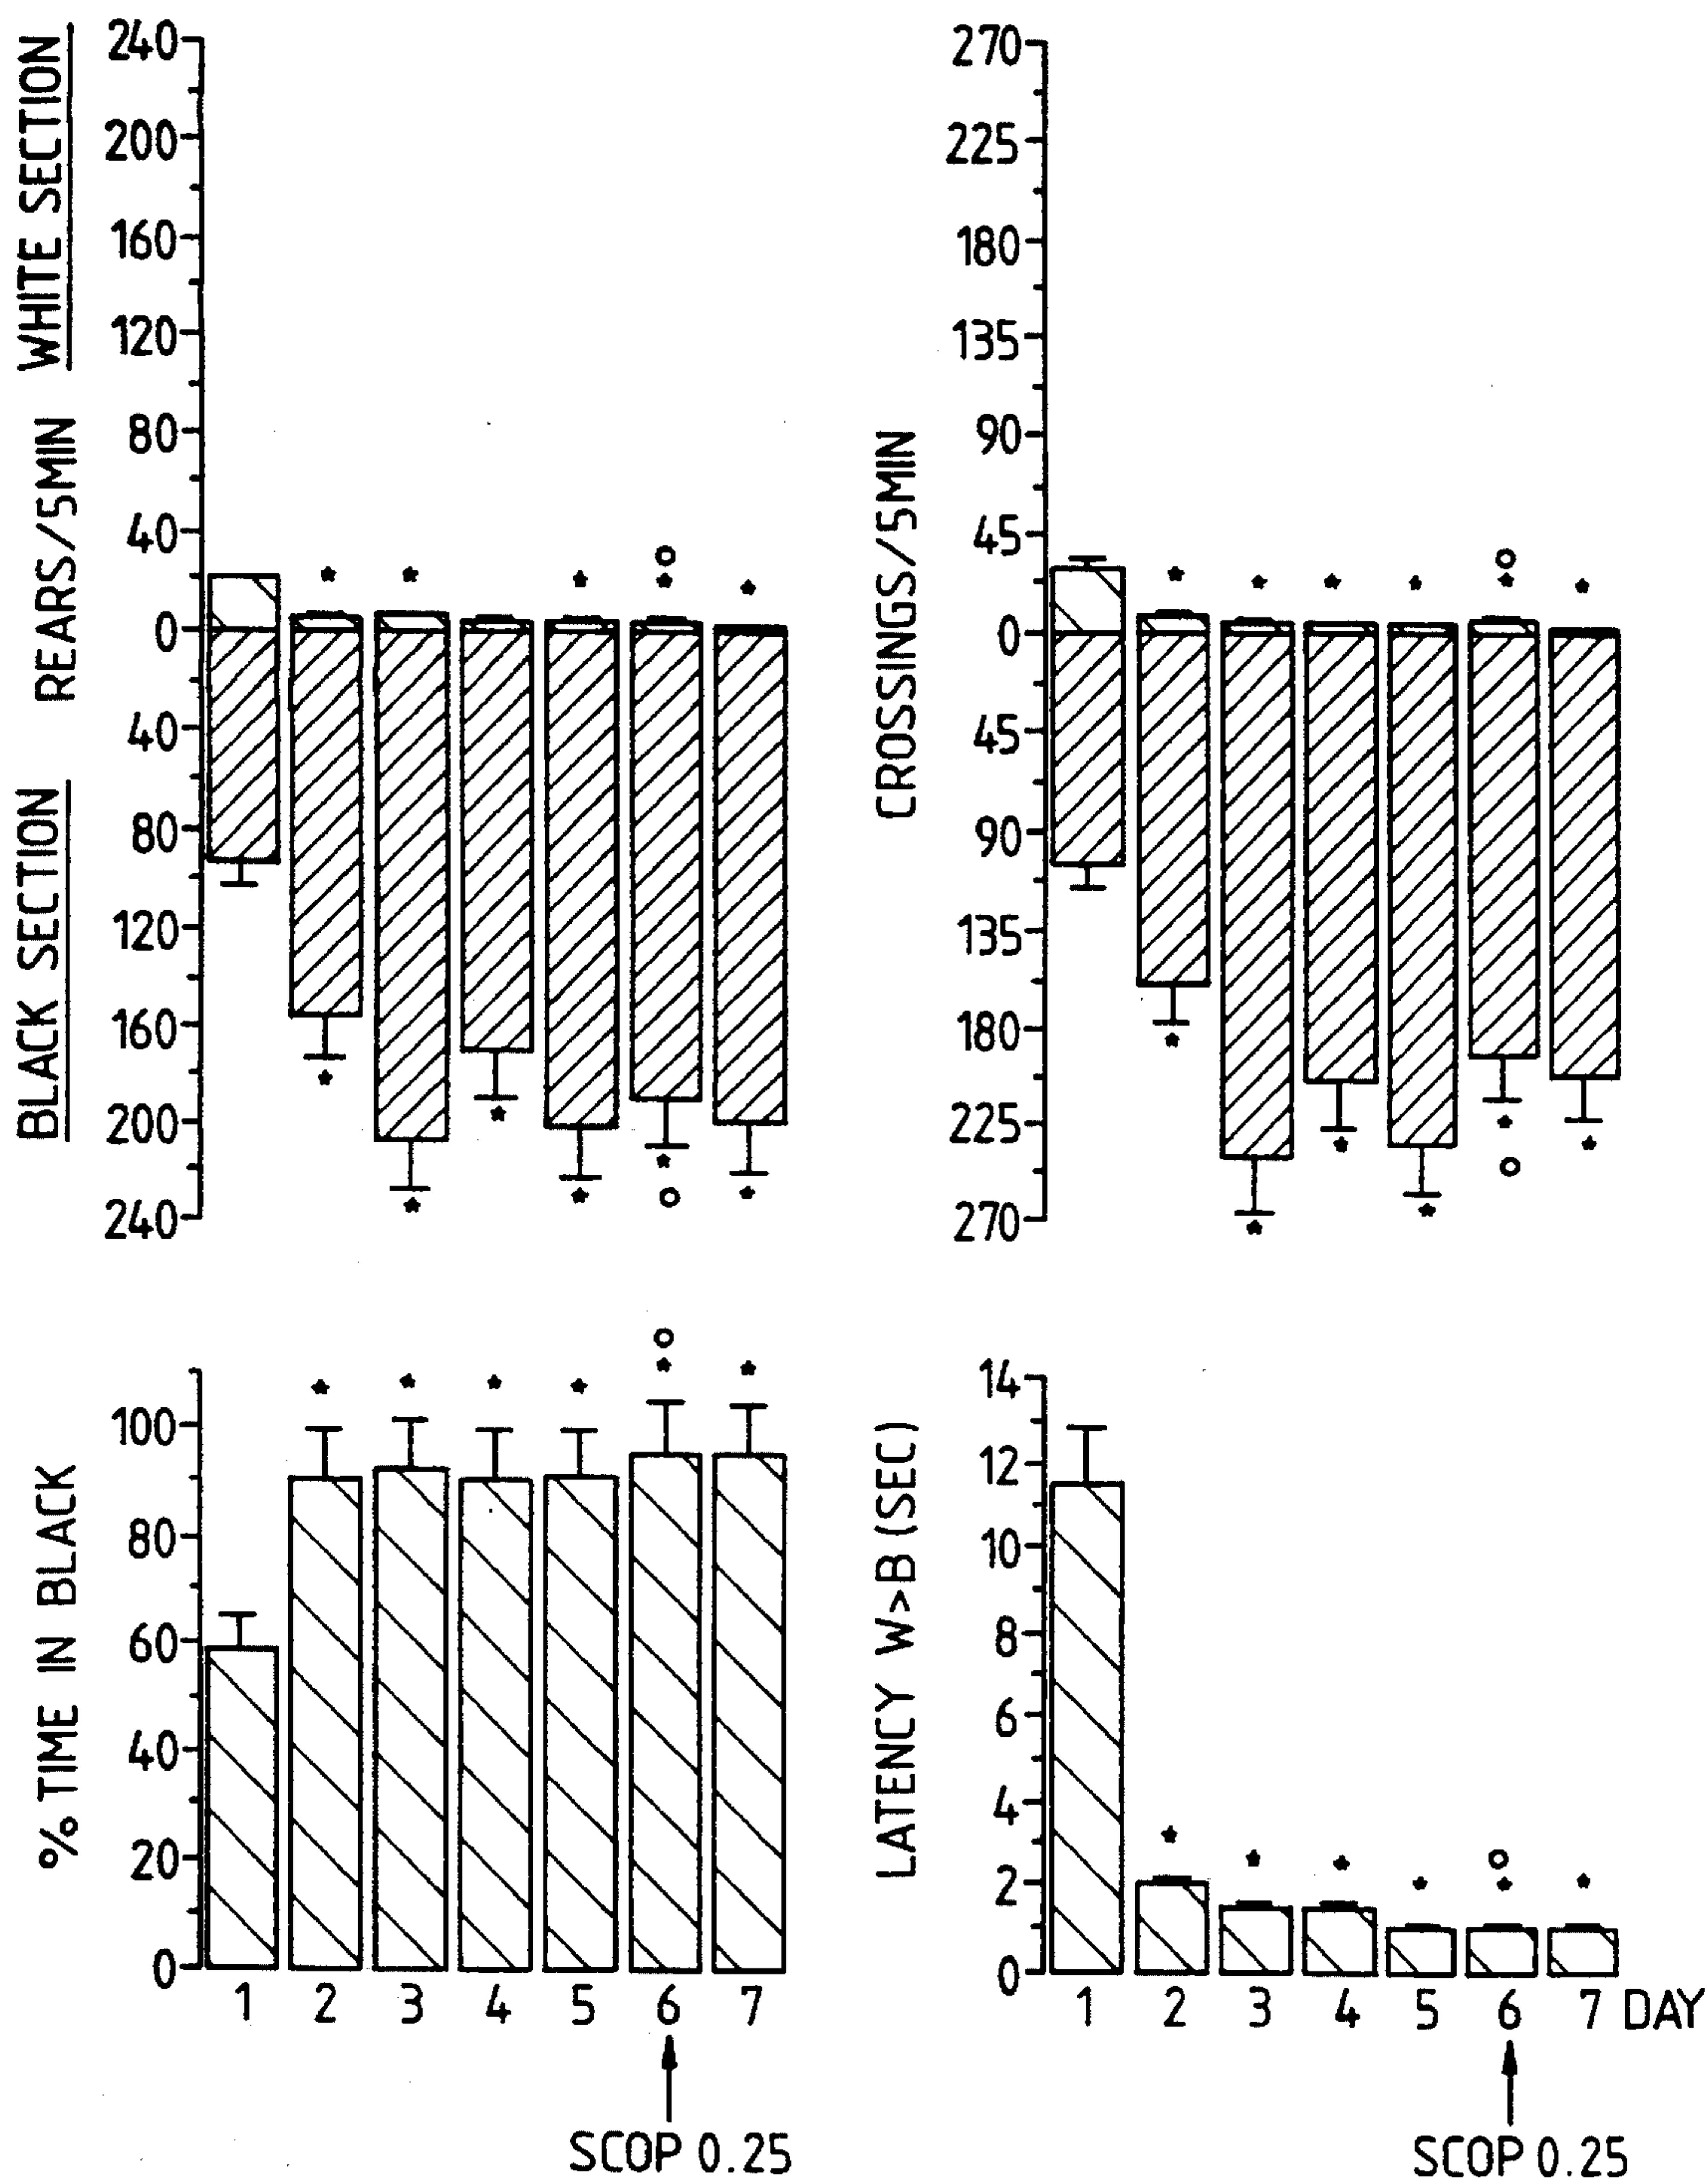 WHITE SECTION
REARS/5MIN
BLACK SECTION
240
200
160
120
80
40
0
40
80
120
160
200
240
* * * o
* *
* * * * * * *
o
CROSSINGS/5MIN
270
225
180
135
90
45
0
45
90
135
180
225
270
* * * * o
* *
* * * * * *
o
% TIME IN BLACK
100
80
60
40
20
0
* * * * o
* *
1 2 3 4 5 6 7
SCOP 0.25
LATENCY W>B (SEC)
14
12
10
8
6
4
2
0
* * * * o
* *
1 2 3 4 5 6 7 DAY
SCOP 0.25